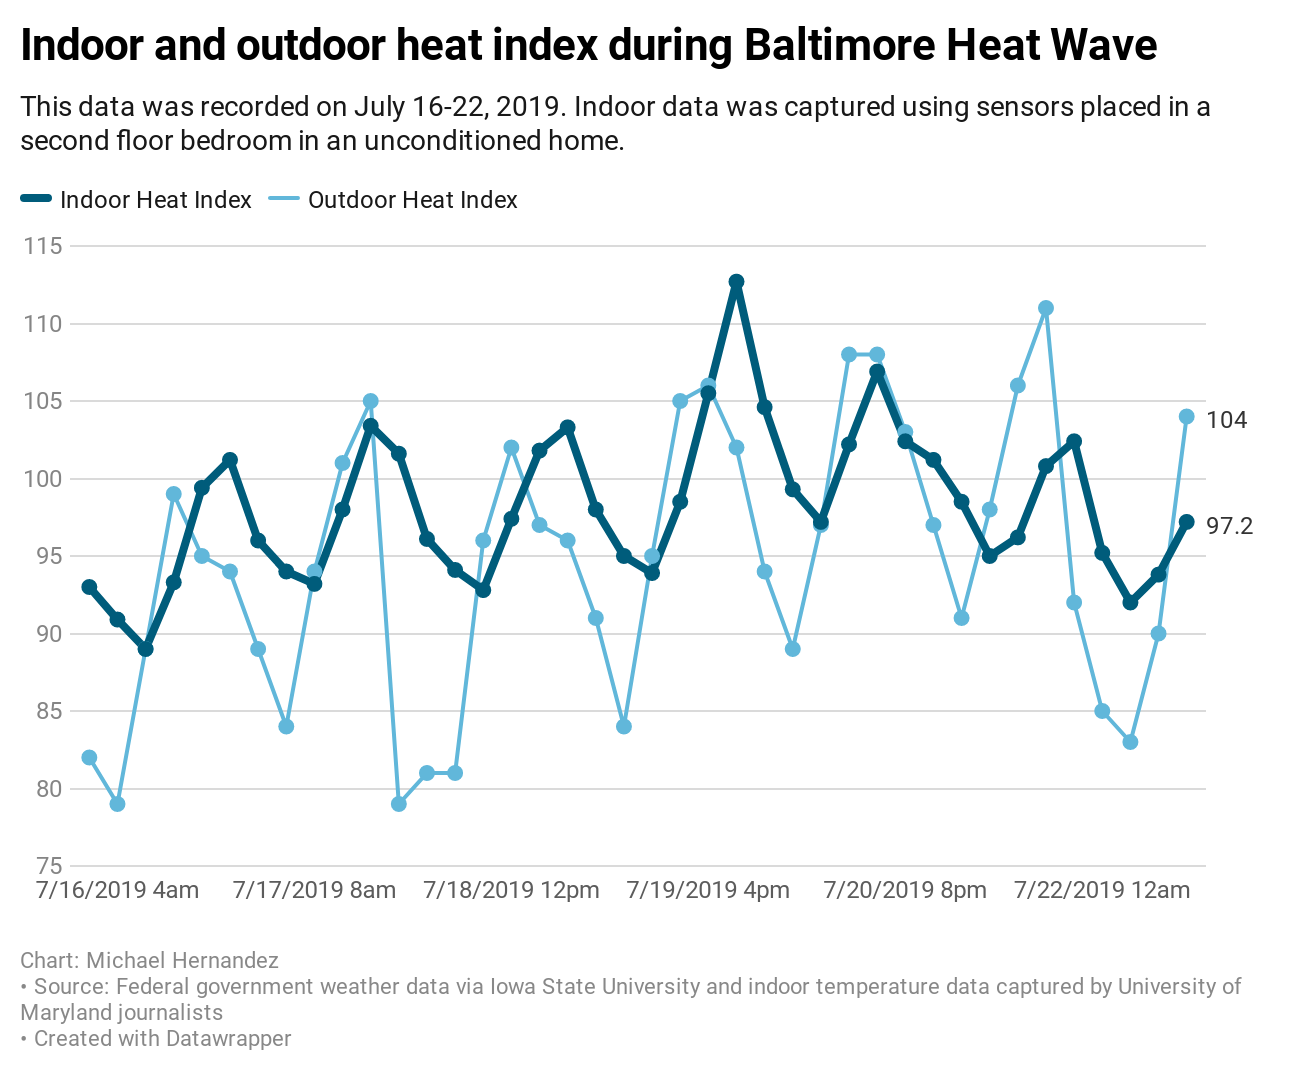 Indoor and outdoor heat index during Baltimore Heat Wave
This data was recorded on July 16-22, 2019. Indoor data was captured using sensors placed in a
second floor bedroom in an unconditioned home.
Indoor Heat Index Outdoor Heat Index
115
110
105
104
100
97.2
95
90
85
80
75
7/16/2019 4am 7/17/2019 8am 7/18/2019 12pm 7/19/2019 4pm 7/20/2019 8pm 7/22/2019 12am
Chart: Michael Hernandez
• Source: Federal government weather data via Iowa State University and indoor temperature data captured by University of
Maryland journalists
• Created with Datawrapper